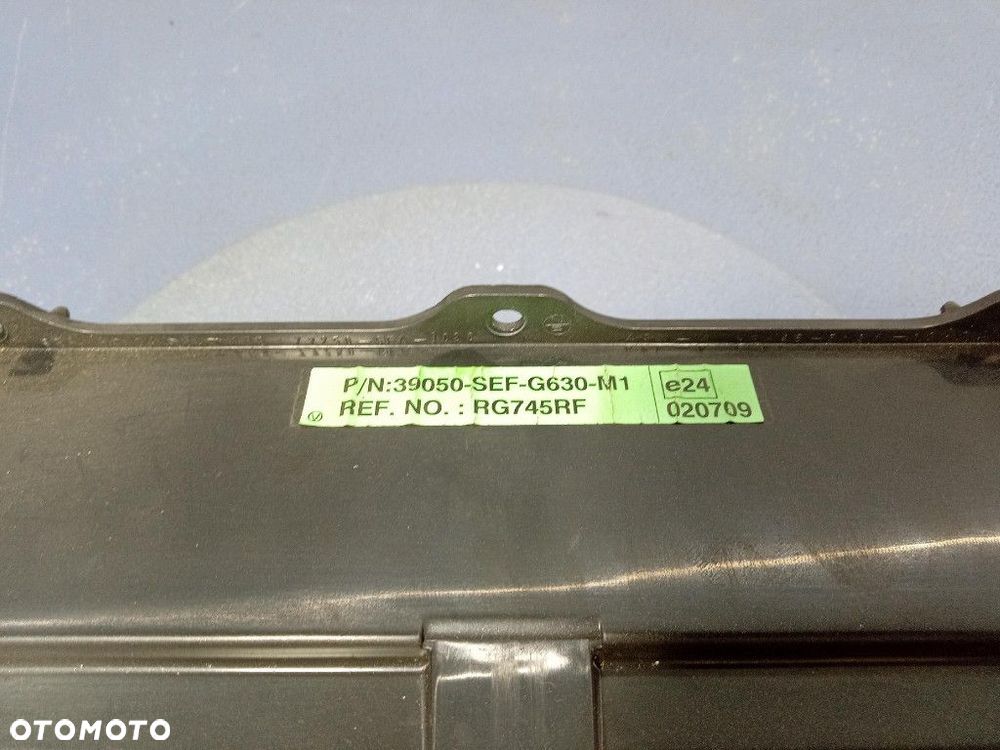 P/N:39050-SEF-G630-M1 e24
REF. NO. : RG745RF 020709
OTOMOTO